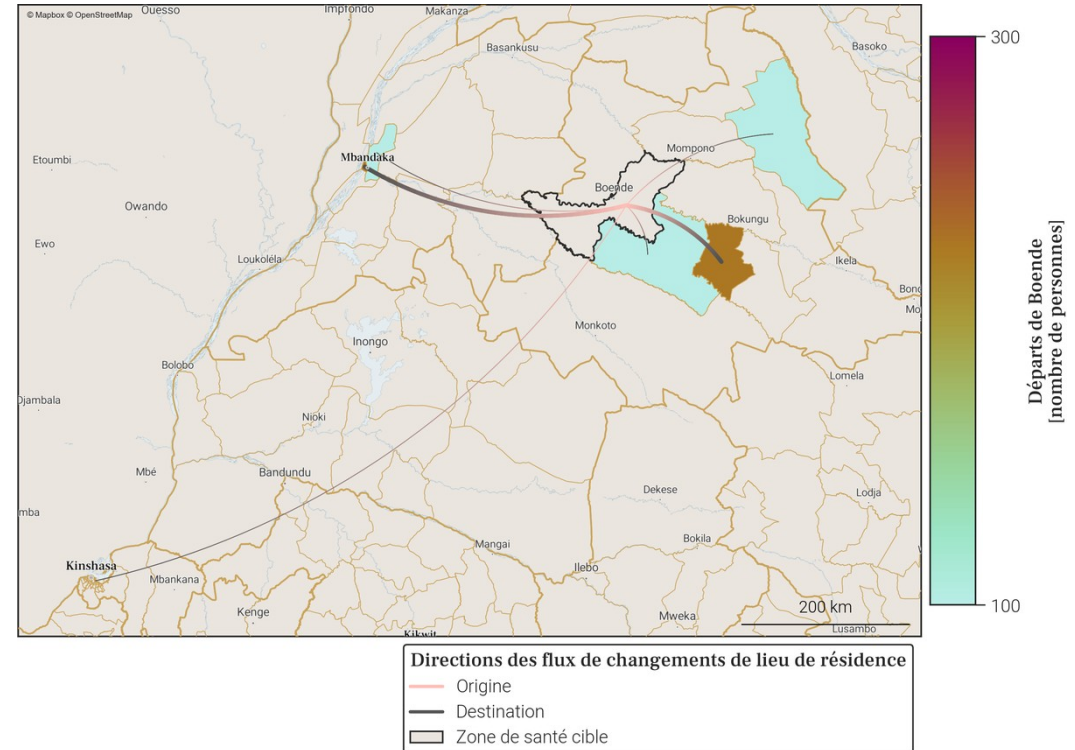 © Mapbox © OpenStreetMap
Ouesso
Impfondo
Makanza
Basankusu
Basoko
Etoumbi
Mbandaka
Mompono
Boende
Owando
Bokungu
Ewo
Loukoléla
Ikela
Inongo
Monkoto
Bolobo
Lomela
Djambala
Nioki
Mbé
Bandundu
Dekese
Lodja
mba
Mangai
Bokila
Kinshasa
Mbankana
Ilebo
Kenge
Mweka
200 km
Lusambo
Kikwit
300
100
Départs de Boende
[nombre de personnes]
Directions des flux de changements de lieu de résidence
Origine
Destination
Zone de santé cible